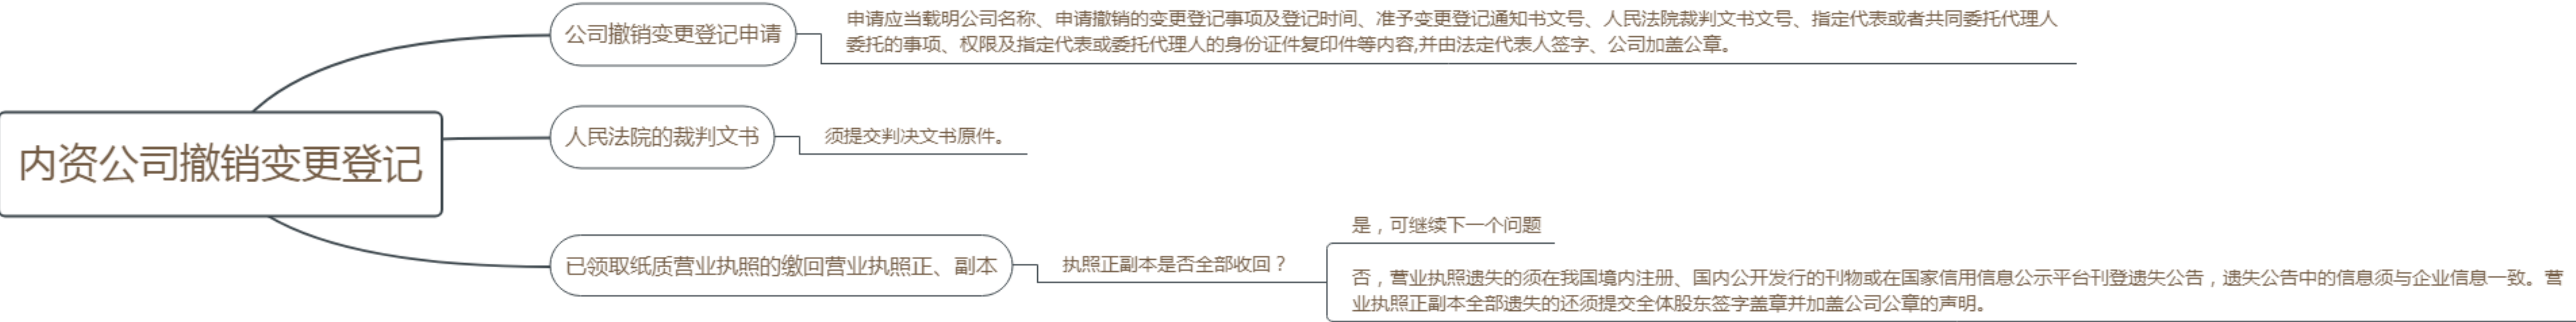 公司撤销变更登记申请
申请应当载明公司名称、申请撤销的变更登记事项及登记时间、准予变更登记通知书文号、人民法院裁判文书文号、指定代表或者共同委托代理人
委托的事项、权限及指定代表或委托代理人的身份证件复印件等内容,并由法定代表人签字、公司加盖公章。
内资公司撤销变更登记
人民法院的裁判文书
须提交判决文书原件。
已领取纸质营业执照的缴回营业执照正、副本
执照正副本是否全部收回？
是，可继续下一个问题
否，营业执照遗失的须在我国境内注册、国内公开发行的刊物或在国家信用信息公示平台刊登遗失公告，遗失公告中的信息须与企业信息一致。营
业执照正副本全部遗失的还须提交全体股东签字盖章并加盖公司公章的声明。